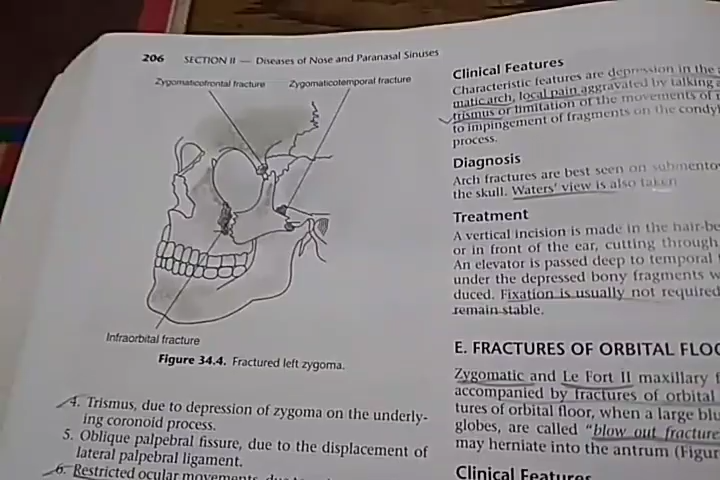 206 SECTION II — Diseases of Nose and Paranasal Sinuses
Zygomaticofrontal fracture Zygomaticotemporal fracture
Infraorbital fracture
Figure 34.4. Fractured left zygoma.
4. Trismus, due to depression of zygoma on the underly-
ing coronoid process.
5. Oblique palpebral fissure, due to the displacement of
lateral palpebral ligament.
6. Restricted ocular movements,
Clinical Features
Characteristic features are depression in the
matic arch, local pain aggravated by talking
trismus or limitation of the movements of
to impingement of fragments on the
process.
Diagnosis
Arch fractures are best seen on
the skull. Waters' view is also taken
Treatment
A vertical incision is made in the
or in front of the ear, cutting through
An elevator is passed deep to temporal
under the depressed bony fragments
duced. Fixation is usually not required
remain stable.
E. FRACTURES OF ORBITAL
Zygomatic and Le Fort II maxillary
accompanied by fractures of orbital
tures of orbital floor, when a large
globes, are called "blow out
may herniate into the antrum
Clinical Features